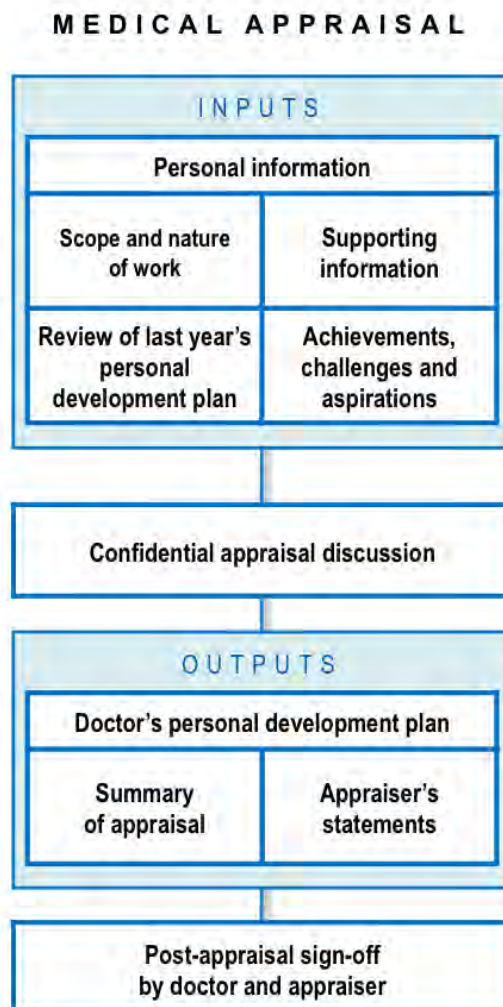 MEDICAL APPRAISAL
INPUTS
Personal information
Scope and nature
of work
Supporting
information
Review of last year's
personal
development plan
Achievements,
challenges and
aspirations
Confidential appraisal discussion
OUTPUTS
Doctor's personal development plan
Summary
of appraisal
Appraiser's
statements
Post-appraisal sign-off
by doctor and appraiser